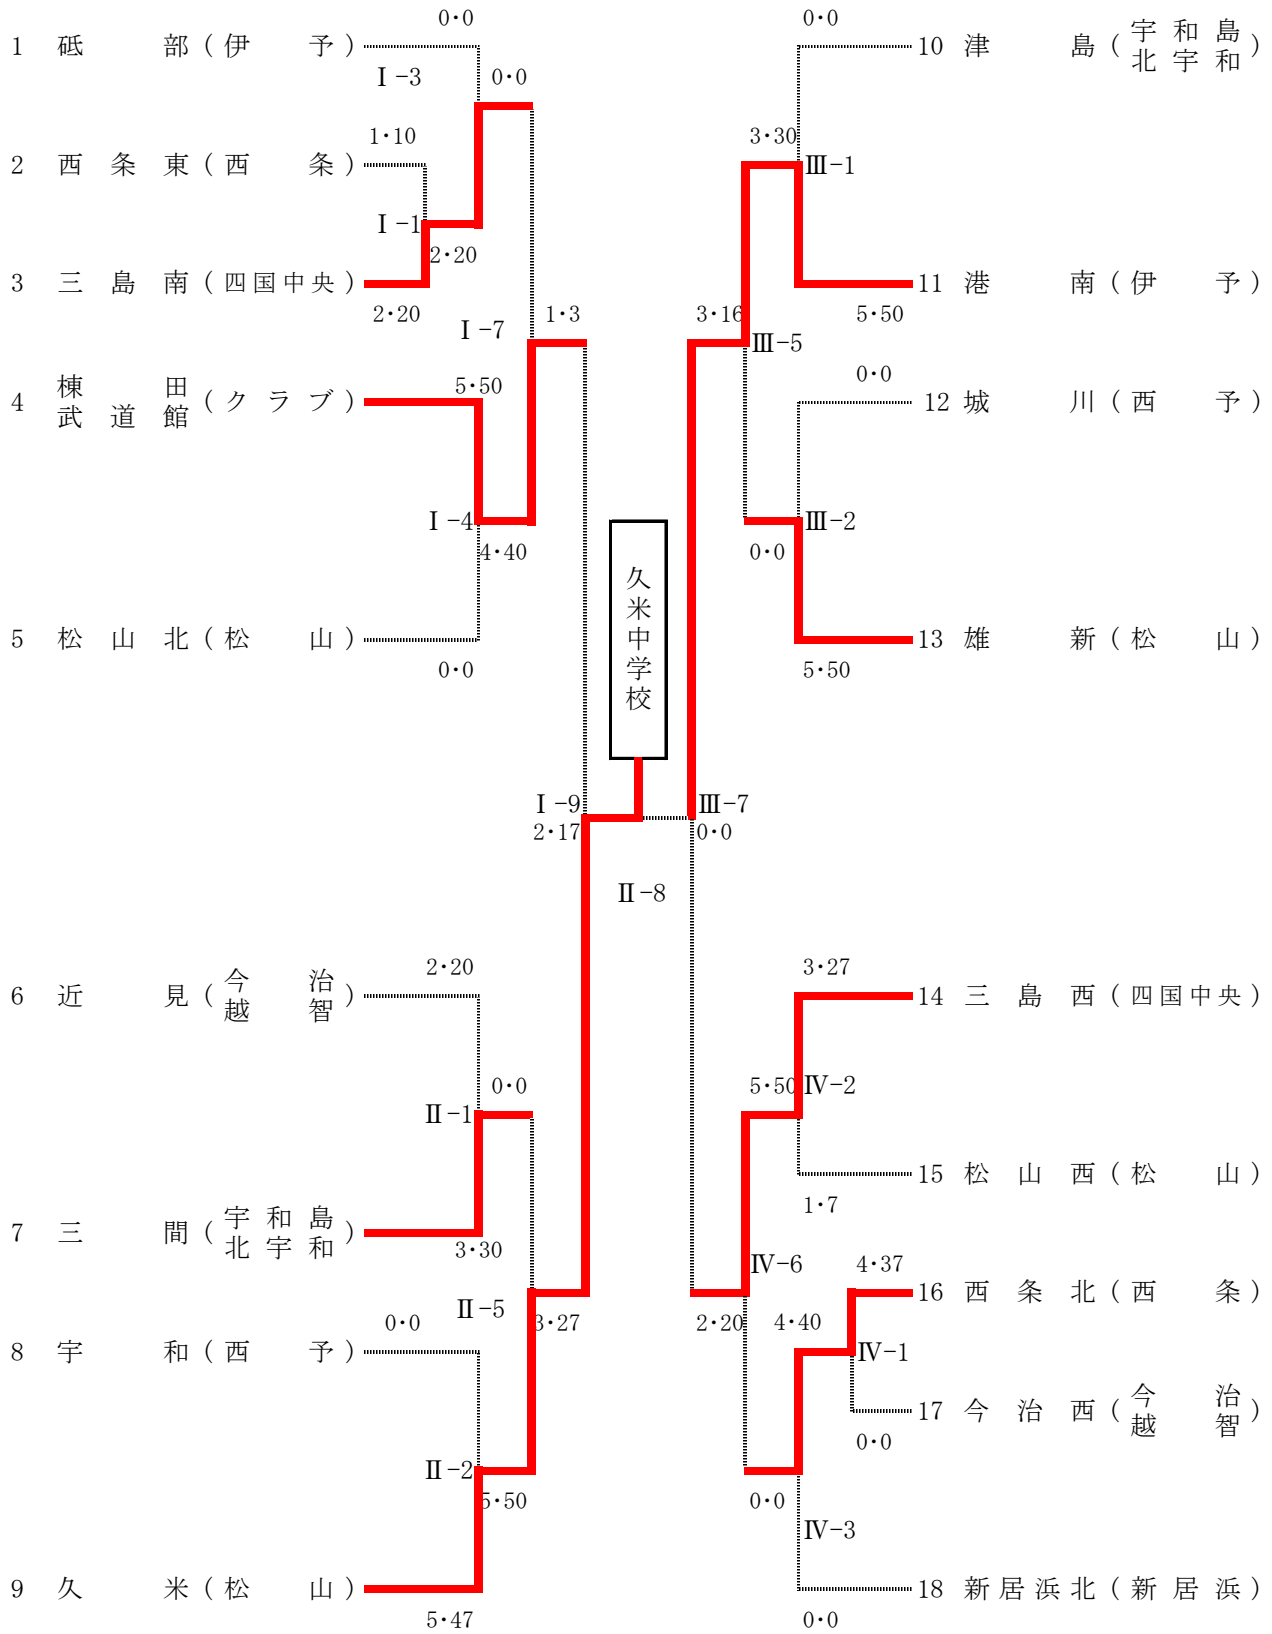 0·0
1 砥部(伊予)
Ⅰ-3
0·0
1·10
2 西条東(西条)
Ⅰ-1
2·20
3 三島南(四国中央)
2·20
Ⅰ-7
1·3
5·50
4 棟田武道館(クラブ)
Ⅰ-4
4·40
5 松山北(松山)
0·0
Ⅰ-9
2·17
2·20
6 近見(今治越智)
0·0
Ⅱ-1
7 三間(宇和島北宇和)
3·30
Ⅱ-5
3·27
0·0
8 宇和(西予)
Ⅱ-2
5·50
9 久米(松山)
5·47
久米中学校
Ⅱ-8
0·0
10 津島(宇和島北宇和)
3·30
Ⅲ-1
11 港南(伊予)
5·50
3·16
Ⅲ-5
0·0
12 城川(西予)
Ⅲ-2
0·0
13 雄新(松山)
5·50
Ⅲ-7
0·0
3·27
14 三島西(四国中央)
5·50
Ⅳ-2
15 松山西(松山)
1·7
Ⅳ-6
2·20
4·37
16 西条北(西条)
4·40
Ⅳ-1
17 今治西(今治越智)
0·0
0·0
Ⅳ-3
18 新居浜北(新居浜)
0·0